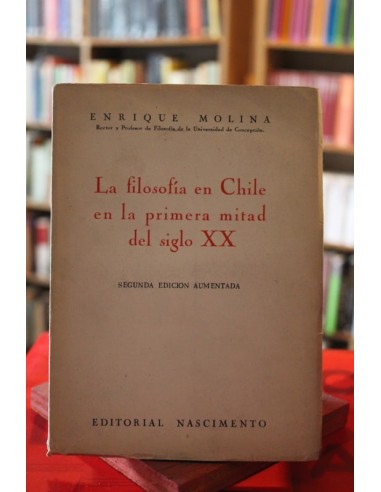 ENRIQUE MOLINA
Rector y Profesor de Filosofía de la Universidad de Concepción
La filosofía en Chile
en la primera mitad
del siglo XX
SEGUNDA EDICION AUMENTADA
EDITORIAL NASCIMENTO